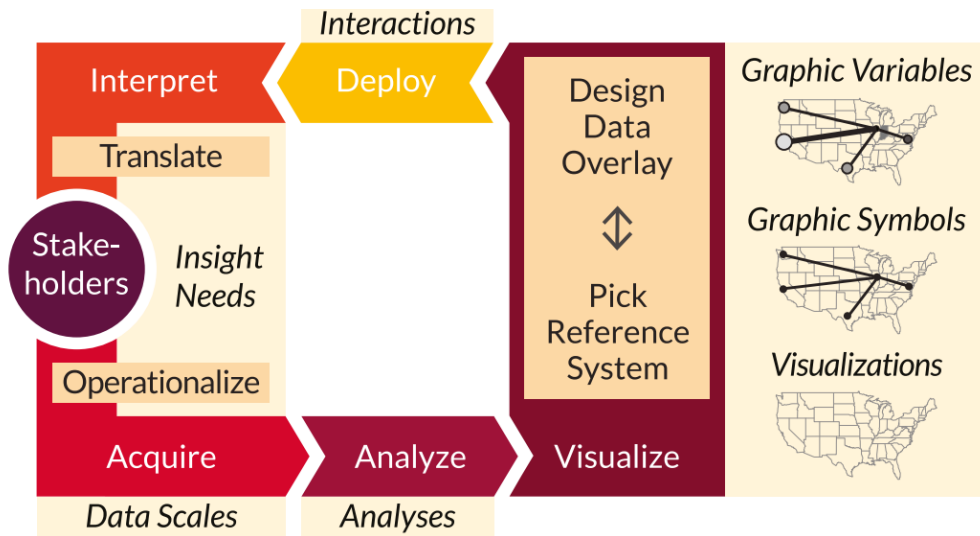 Interactions
Interpret
Deploy
Translate
Stake-
holders
Insight
Needs
Operationalize
Acquire
Data Scales
Analyze
Analyses
Design
Data
Overlay
Pick
Reference
System
Visualize
Graphic Variables
Graphic Symbols
Visualizations